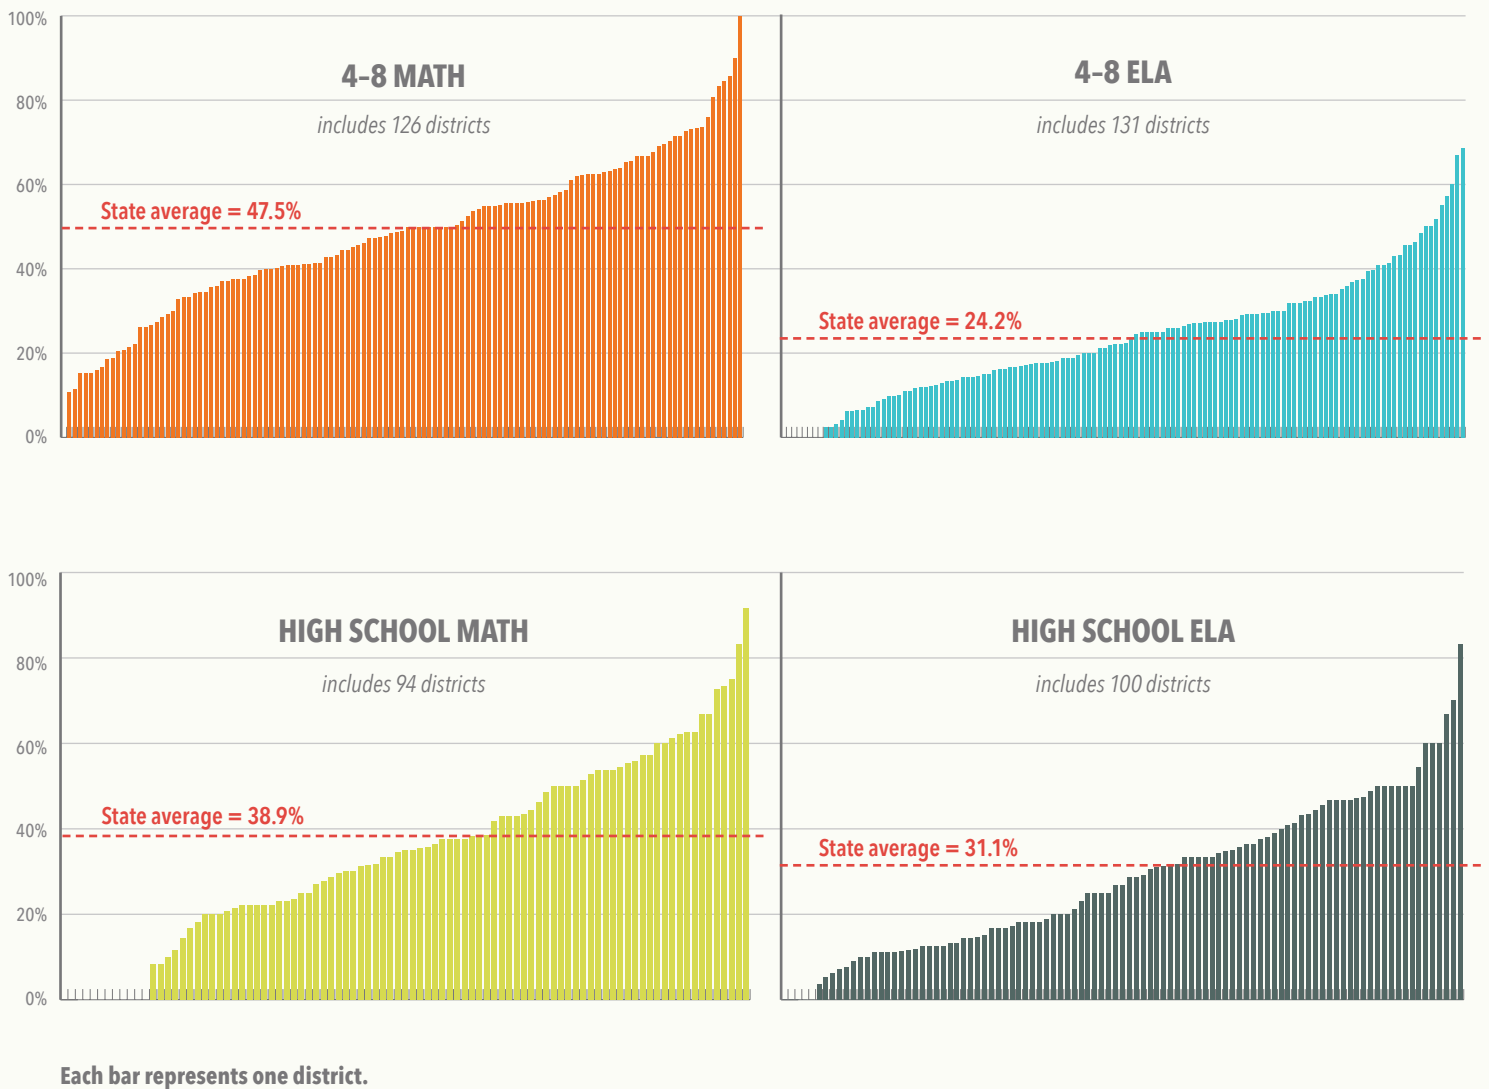 100%
80%
60%
40%
20%
0%
4–8 MATH
includes 126 districts
State average = 47.5%
4–8 ELA
includes 131 districts
State average = 24.2%
100%
80%
60%
40%
20%
0%
HIGH SCHOOL MATH
includes 94 districts
State average = 38.9%
HIGH SCHOOL ELA
includes 100 districts
State average = 31.1%
Each bar represents one district.